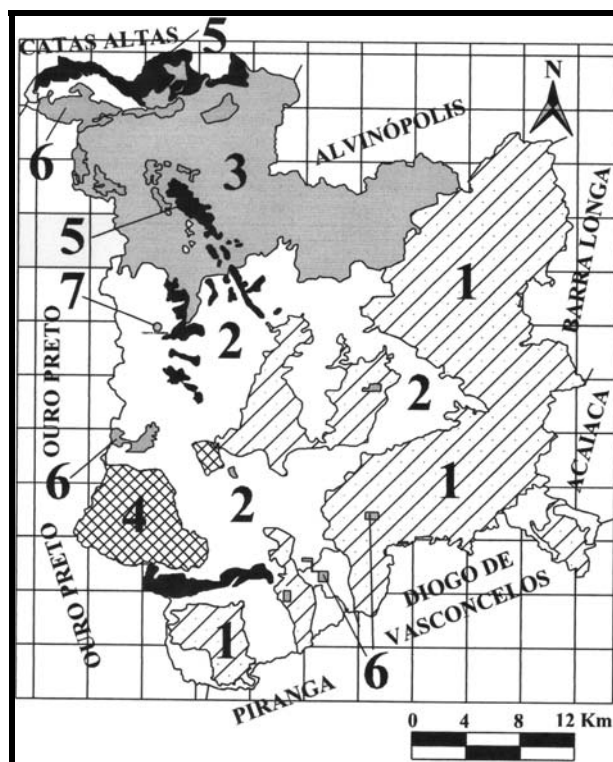 5
CATAS ALTAS
N
ALVINÓPOLIS
6
3
5
BARRA LONGA
1
7
2
OURO PRETO
2
1
ACAIACA
6
4
2
OURO PRETO
DIOGO DE
VASCONCELOS
1
6
PIRANGA
0 4 8 12 Km